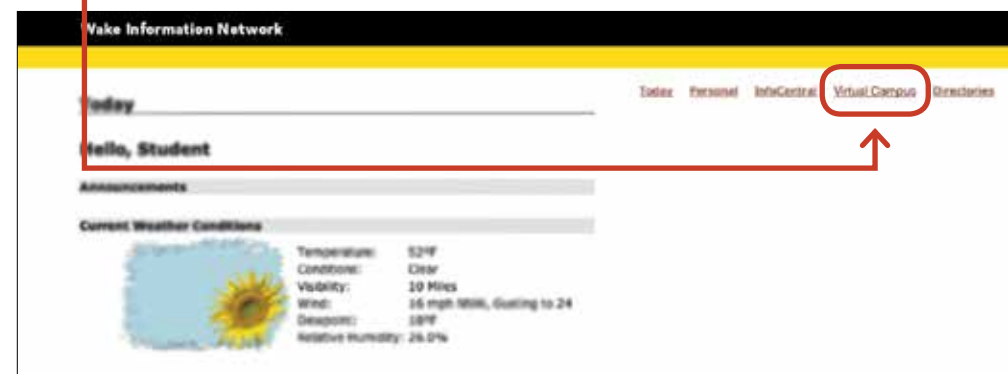 Wake Information Network
Today Personal InfoCentral Virtual Campus Directories
Today
Hello, Student
Announcements
Current Weather Conditions
Temperature: 52°F
Conditions: Clear
Visibility: 10 Miles
Wind: 16 mph Gusting to 24
Dewpoint: 18°F
Relative Humidity: 26.0%